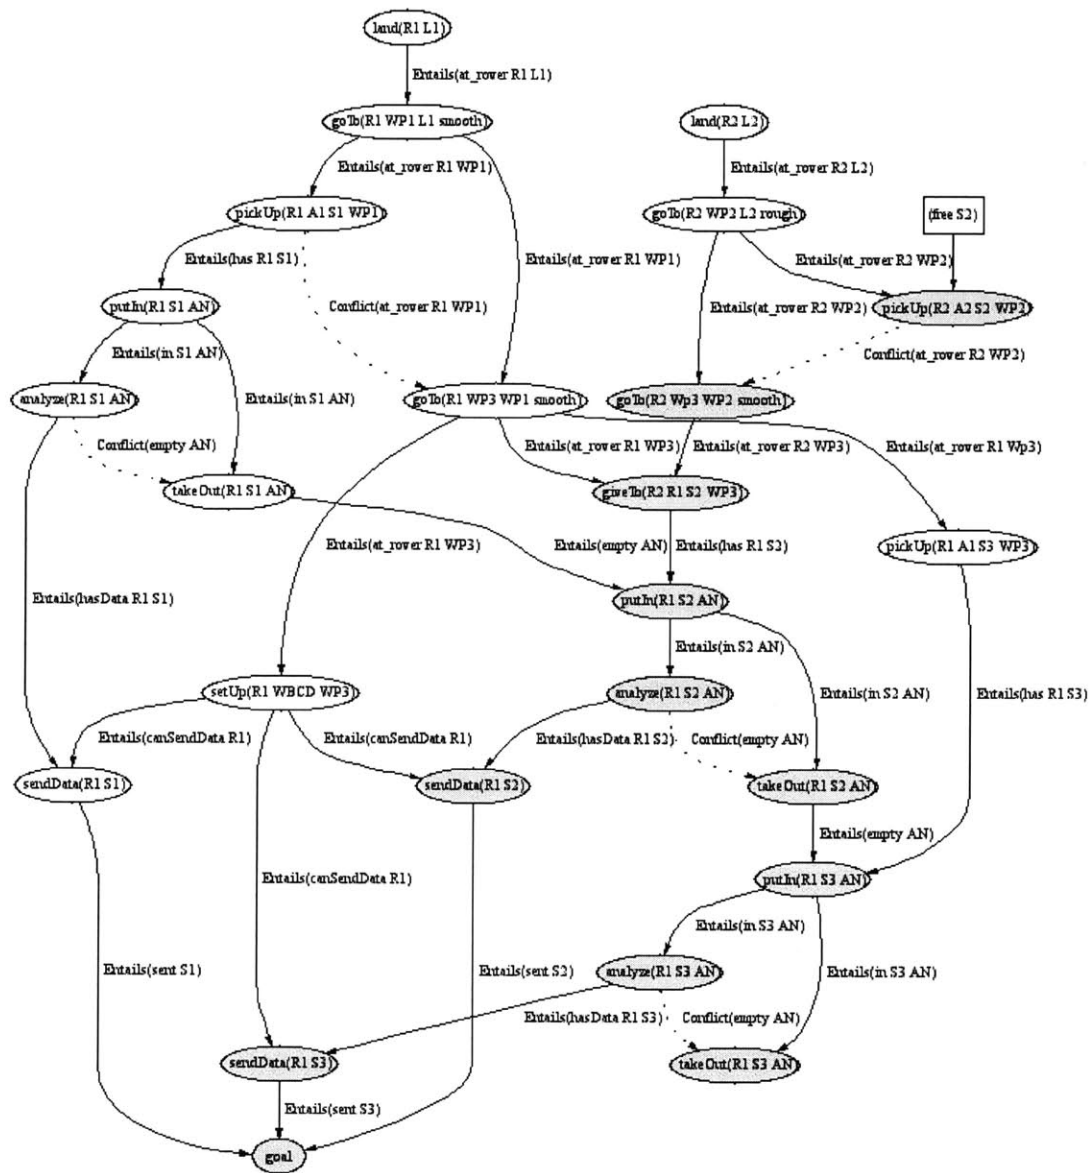 land(R1 L1)
Entails(at_rover R1 L1)
goTo(R1 WP1 L1 smooth)
land(R2 L2)
Entails(at_rover R1 WP1)
Entails(at_rover R2 L2)
pickUp(R1 A1 S1 WP1)
goTo(R2 WP2 L2 rough)
(free S2)
Entails(has R1 S1)
Entails(at_rover R1 WP1)
Entails(at_rover R2 WP2)
putIn(R1 S1 AN)
Conflict(at_rover R1 WP1)
Entails(at_rover R2 WP2)
pickUp(R2 A2 S2 WP2)
Entails(in S1 AN)
Conflict(at_rover R2 WP2)
analyze(R1 S1 AN)
Entails(in S1 AN)
goTo(R1 WP3 WP1 smooth)
goTo(R2 Wp3 WP2 smooth)
Conflict(empty AN)
Entails(at_rover R1 WP3)
Entails(at_rover R2 WP3)
Entails(at_rover R1 Wp3)
takeOut(R1 S1 AN)
giveTo(R2 R1 S2 WP3)
Entails(at_rover R1 WP3)
Entails(empty AN)
Entails(has R1 S2)
pickUp(R1 A1 S3 WP3)
Entails(hasData R1 S1)
putIn(R1 S2 AN)
Entails(in S2 AN)
setUp(R1 WBCD WP3)
analyze(R1 S2 AN)
Entails(in S2 AN)
Entails(has R1 S3)
Entails(canSendData R1)
Entails(canSendData R1)
Entails(hasData R1 S2)
Conflict(empty AN)
sendData(R1 S1)
sendData(R1 S2)
takeOut(R1 S2 AN)
Entails(empty AN)
Entails(canSendData R1)
putIn(R1 S3 AN)
Entails(in S3 AN)
Entails(sent S1)
Entails(sent S2)
analyze(R1 S3 AN)
Entails(in S3 AN)
Entails(hasData R1 S3)
Conflict(empty AN)
sendData(R1 S3)
takeOut(R1 S3 AN)
Entails(sent S3)
goal